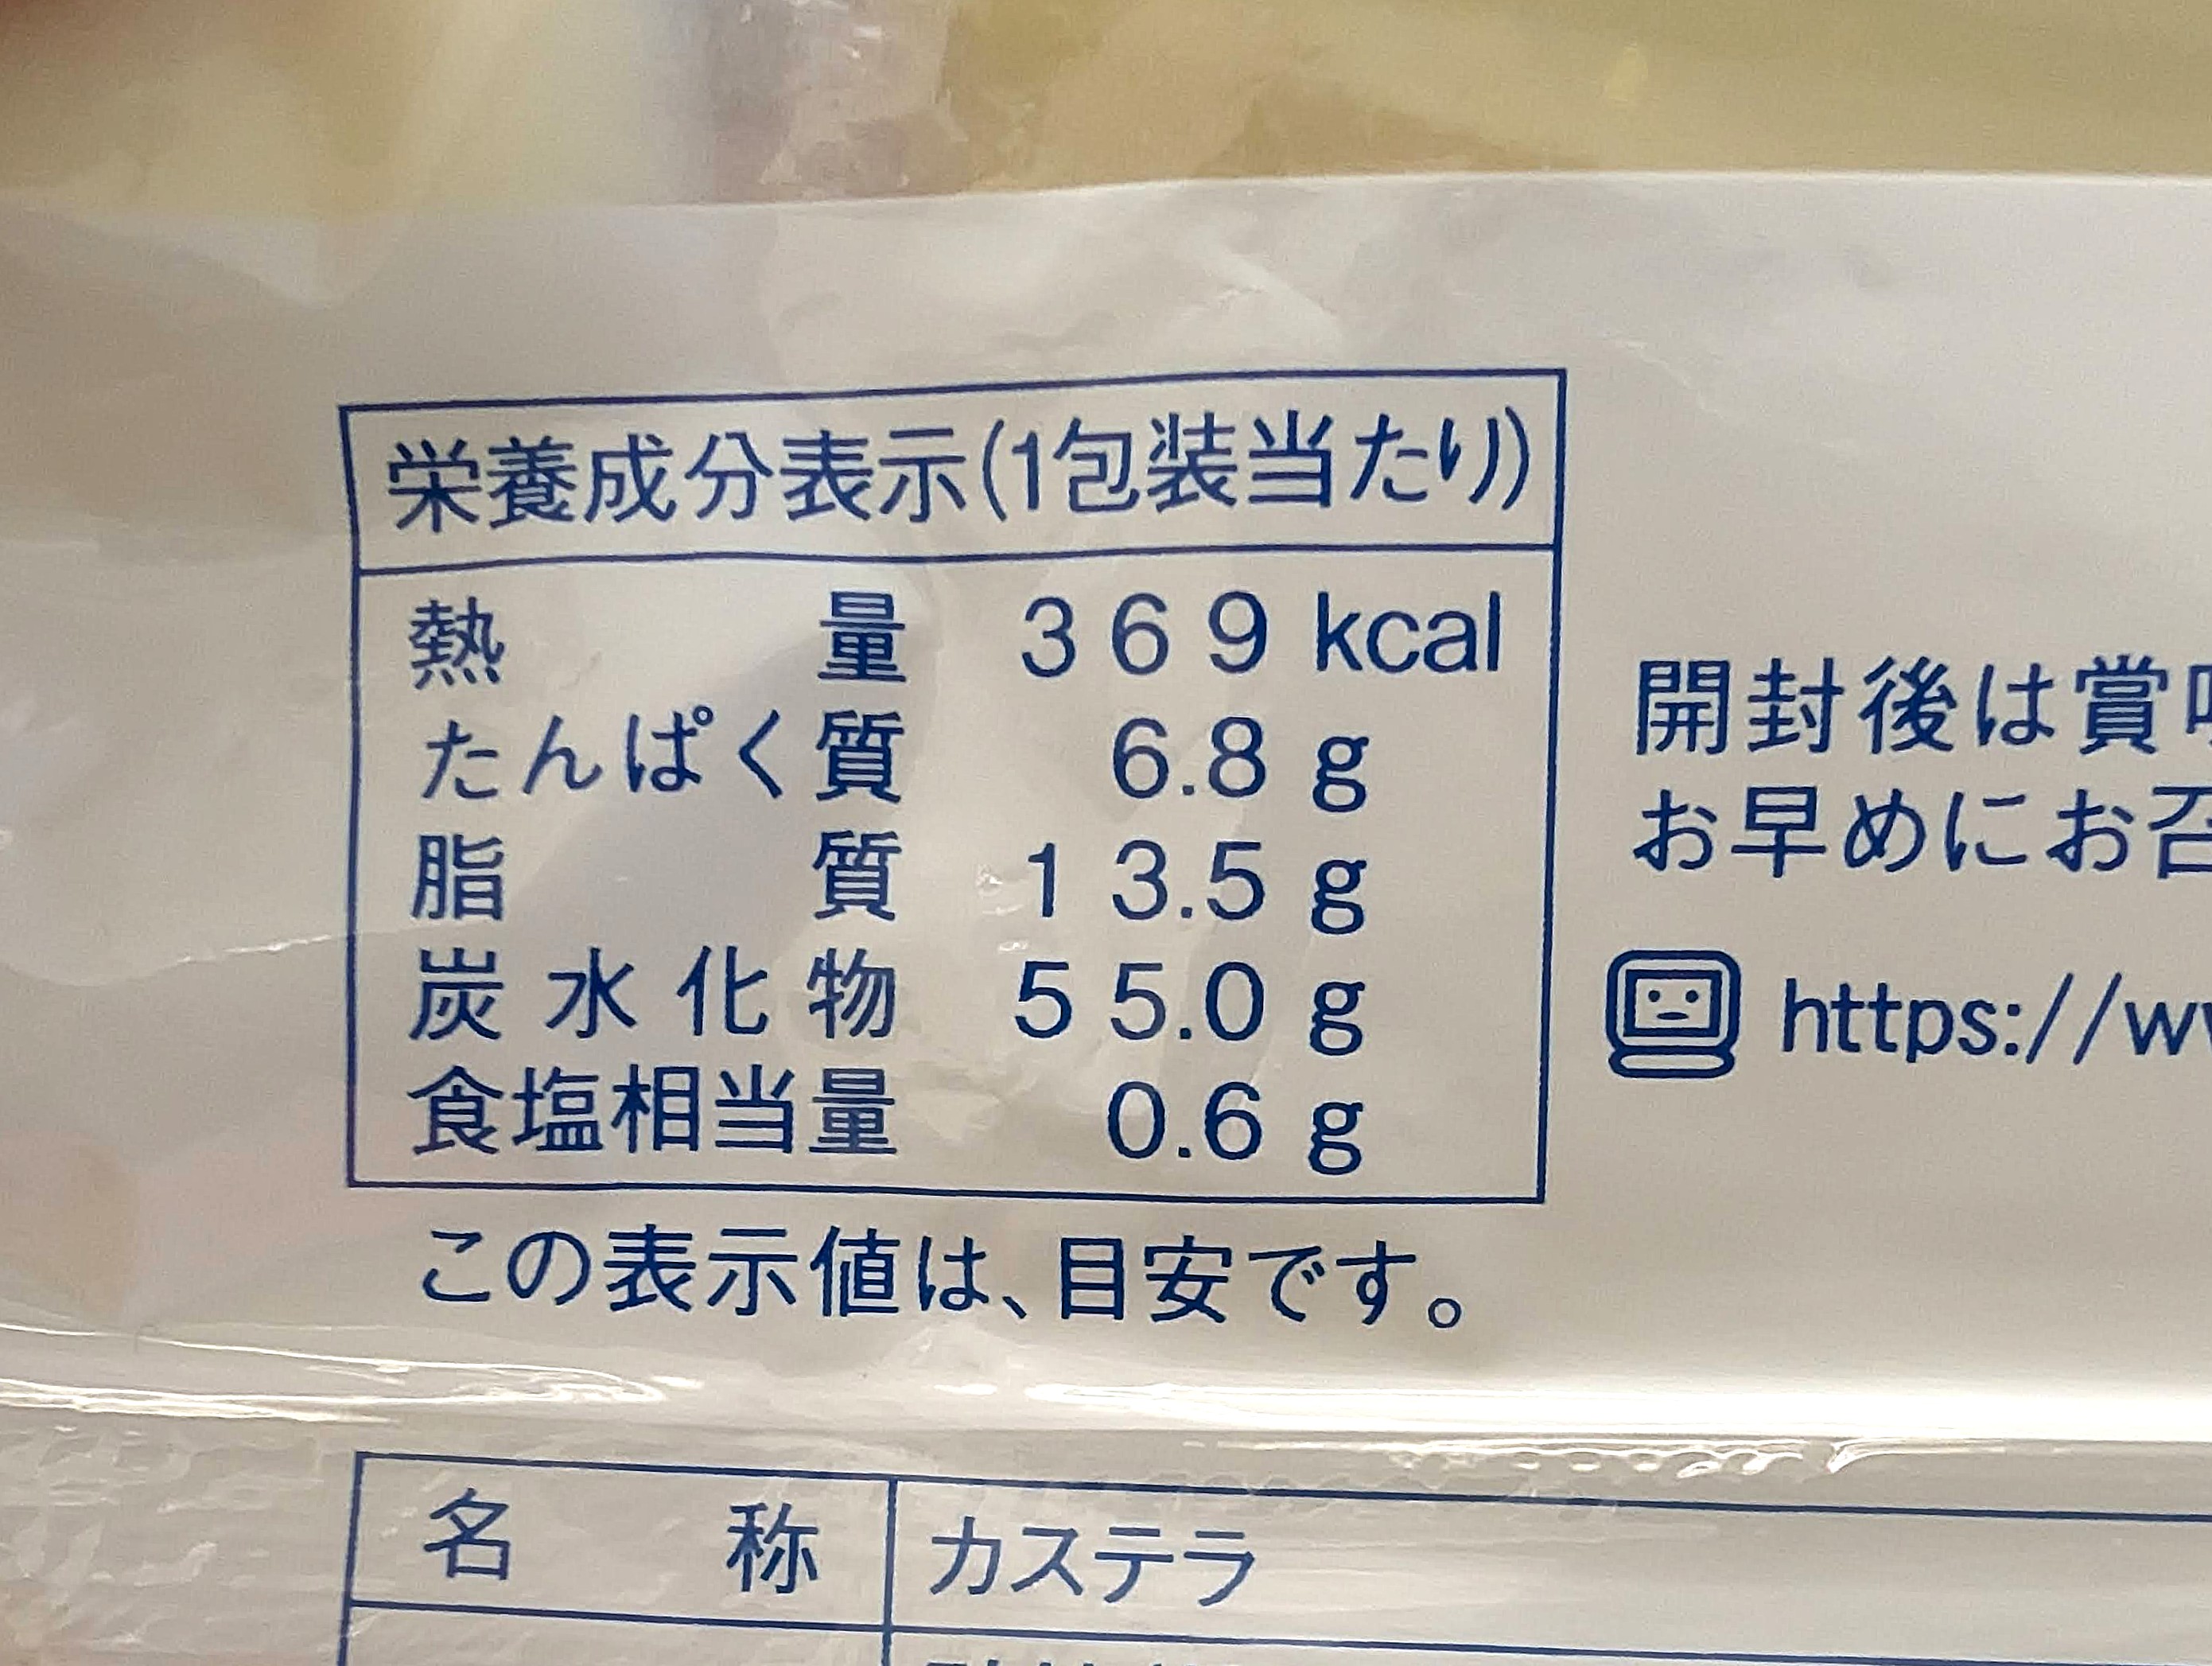 栄養成分表示(1包装当たり)
熱量 369 kcal
たんぱく質 6.8 g
脂質 13.5 g
炭水化物 55.0 g
食塩相当量 0.6 g
この表示値は、目安です。
開封後は賞
お早めにお召
https://w
名称 カステラ